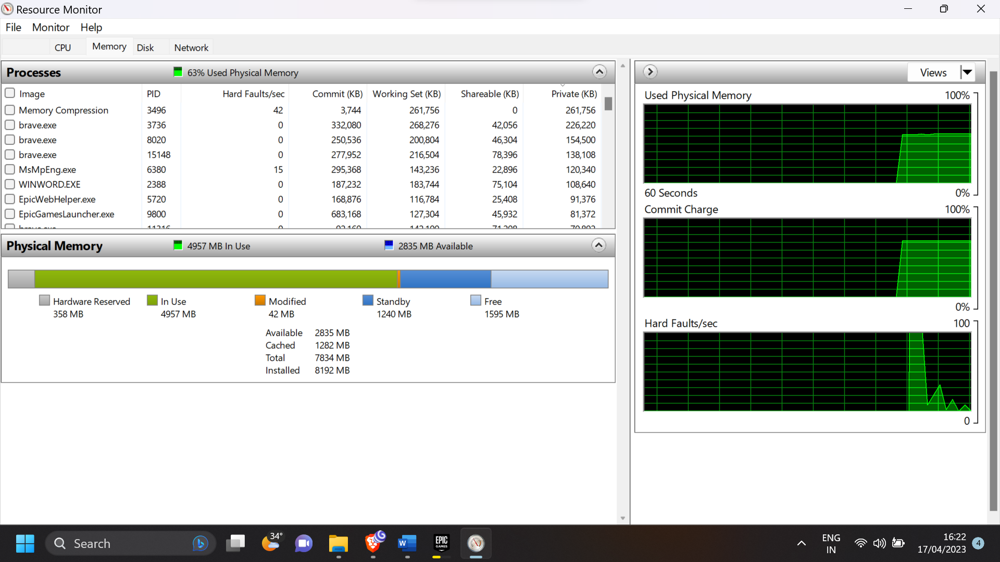 Resource Monitor
File Monitor Help
CPU Memory Disk Network
Processes 63% Used Physical Memory
Image PID Hard Faults/sec Commit (KB) Working Set (KB) Shareable (KB) Private (KB)
Memory Compression 3496 42 3,744 261,756 0 261,756
brave.exe 3736 0 332,080 268,276 42,056 226,220
brave.exe 8020 0 250,536 200,804 46,304 154,500
brave.exe 15148 0 277,952 216,504 78,396 138,108
MsMpEng.exe 6380 15 295,368 143,236 22,896 120,340
WINWORD.EXE 2388 0 187,232 183,744 75,104 108,640
EpicWebHelper.exe 5720 0 168,876 116,784 25,408 91,376
EpicGamesLauncher.exe 9800 0 683,168 127,304 45,932 81,372
Physical Memory 4957 MB In Use 2835 MB Available
Hardware Reserved In Use Modified Standby Free
358 MB 4957 MB 42 MB 1240 MB 1595 MB
Available 2835 MB
Cached 1282 MB
Total 7834 MB
Installed 8192 MB
Views
Used Physical Memory 100%
60 Seconds 0%
Commit Charge 100%
0%
Hard Faults/sec 100
0
Search
34°
W
EPIC
GAMES
ENG
IN
16:22
17/04/2023
4